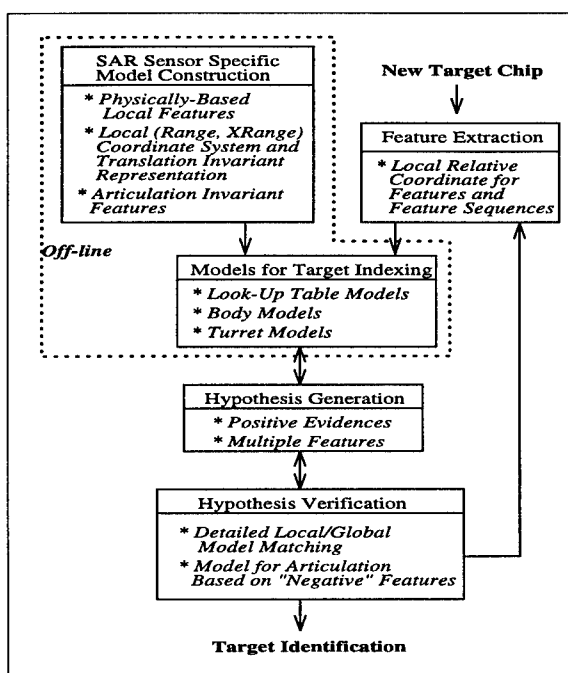 SAR Sensor Specific
Model Construction
* Physically-Based
Local Features
* Local (Range, XRange)
Coordinate System and
Translation Invariant
Representation
* Articulation Invariant
Features
New Target Chip
Feature Extraction
* Local Relative
Coordinate for
Features and
Feature Sequences
Off-line
Models for Target Indexing
* Look-Up Table Models
* Body Models
* Turret Models
Hypothesis Generation
* Positive Evidences
* Multiple Features
Hypothesis Verification
* Detailed Local/Global
Model Matching
* Model for Articulation
Based on "Negative" Features
Target Identification